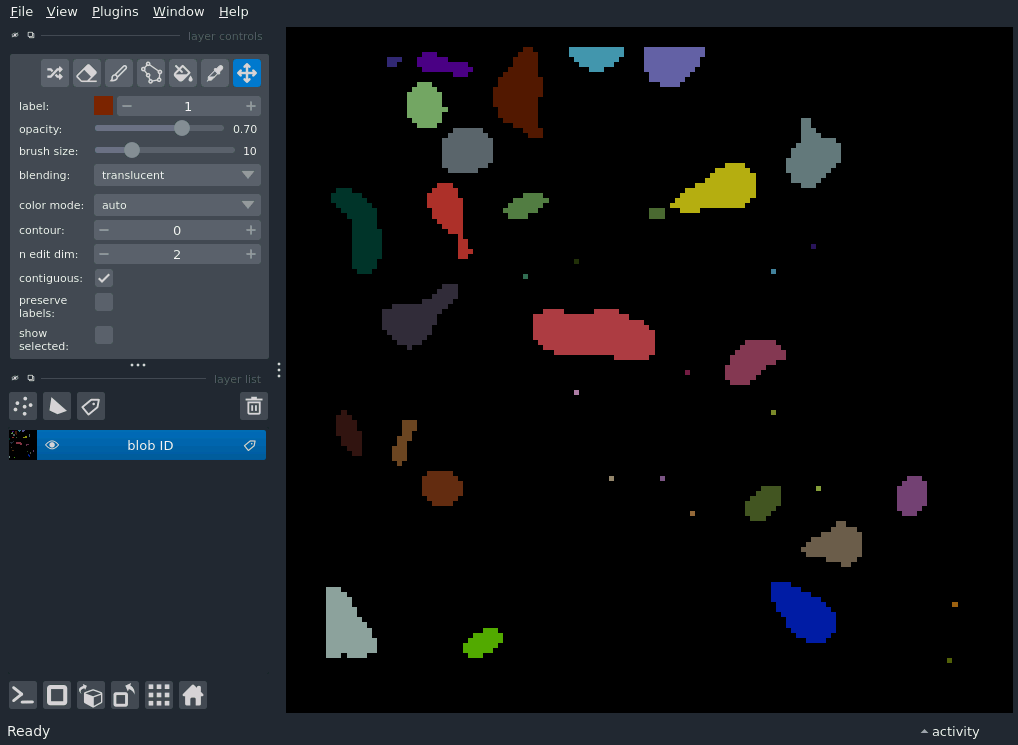 File View Plugins Window Help
layer controls
label: 1
opacity: 0.70
brush size: 10
blending: translucent
color mode: auto
contour: 0
n edit dim: 2
contiguous:
preserve
labels:
show
selected:
layer list
blob ID
Ready
activity